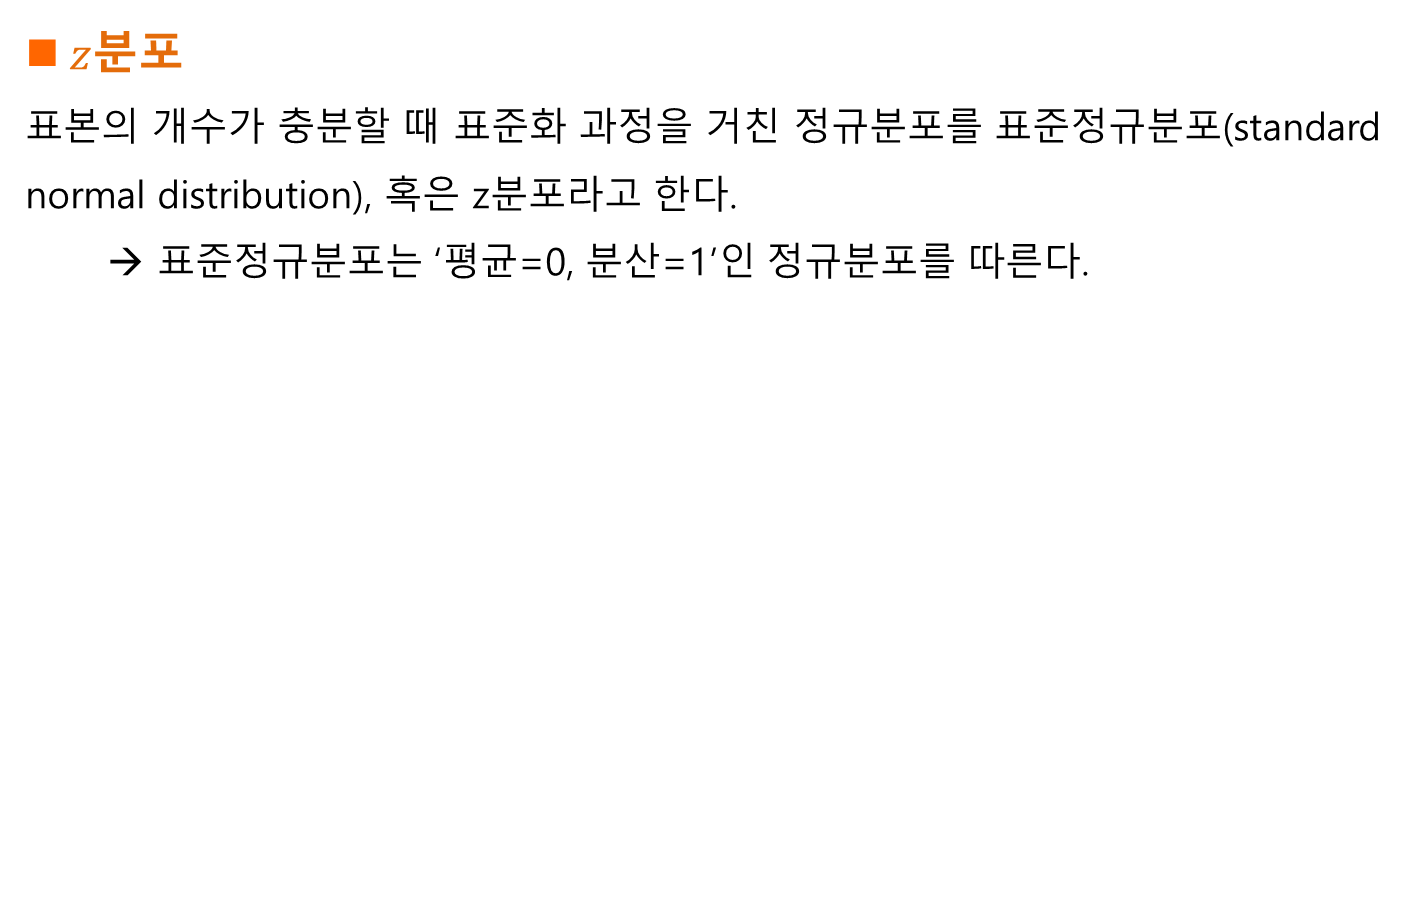 ■ z분포
표본의 개수가 충분할 때 표준화 과정을 거친 정규분포를 표준정규분포(standard
normal distribution), 혹은 z분포라고 한다.
→ 표준정규분포는 ‘평균=0, 분산=1’인 정규분포를 따른다.